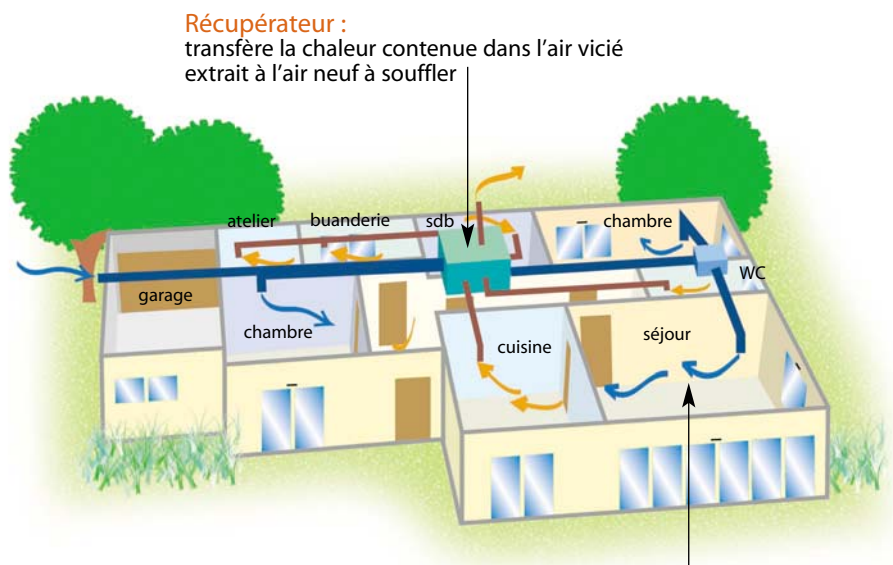 Récupérateur :
transfère la chaleur contenue dans l’air vicié
extrait à l’air neuf à souffler
atelier
buanderie
sdb
chambre
WC
garage
chambre
cuisine
séjour